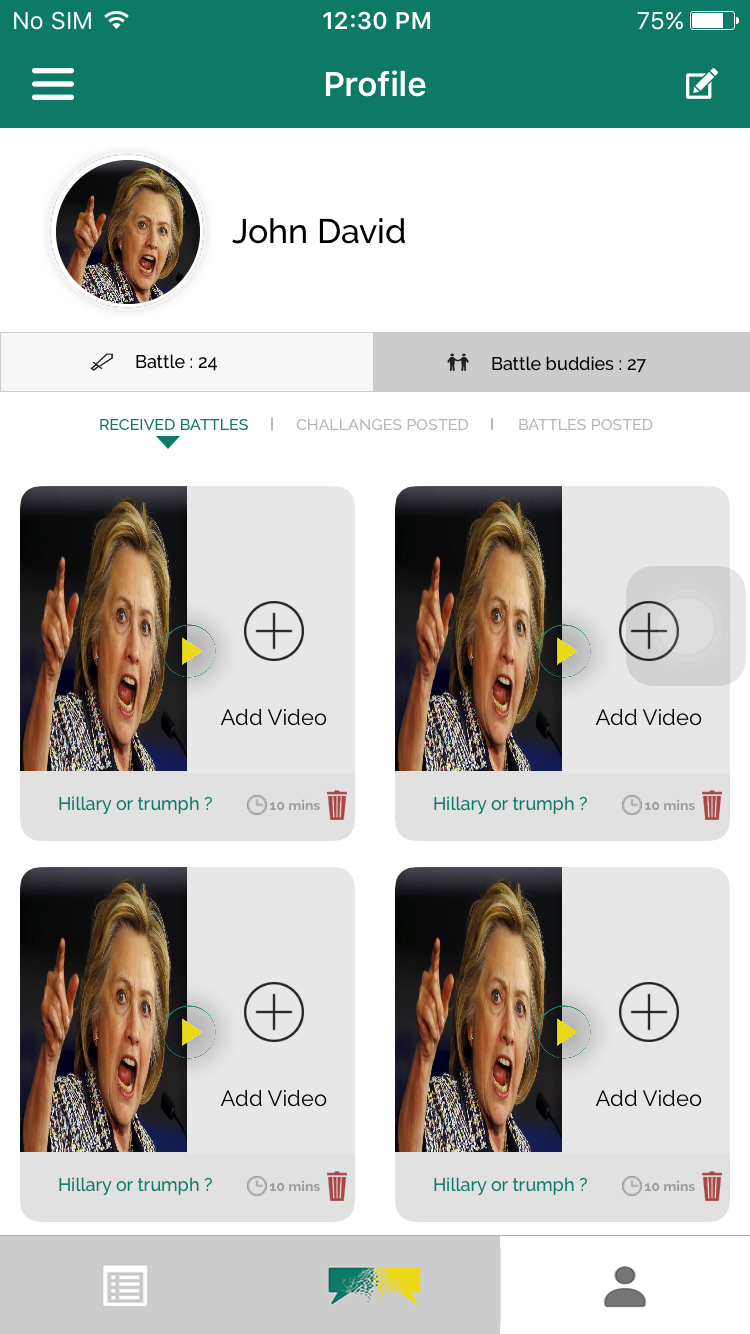 No SIM 12:30 PM 75%
Profile
John David
Battle : 24 Battle buddies : 27
RECEIVED BATTLES CHALLANGES POSTED BATTLES POSTED
Add Video Add Video
Hillary or trumph ? 10 mins Hillary or trumph ? 10 mins
Add Video Add Video
Hillary or trumph ? 10 mins Hillary or trumph ? 10 mins